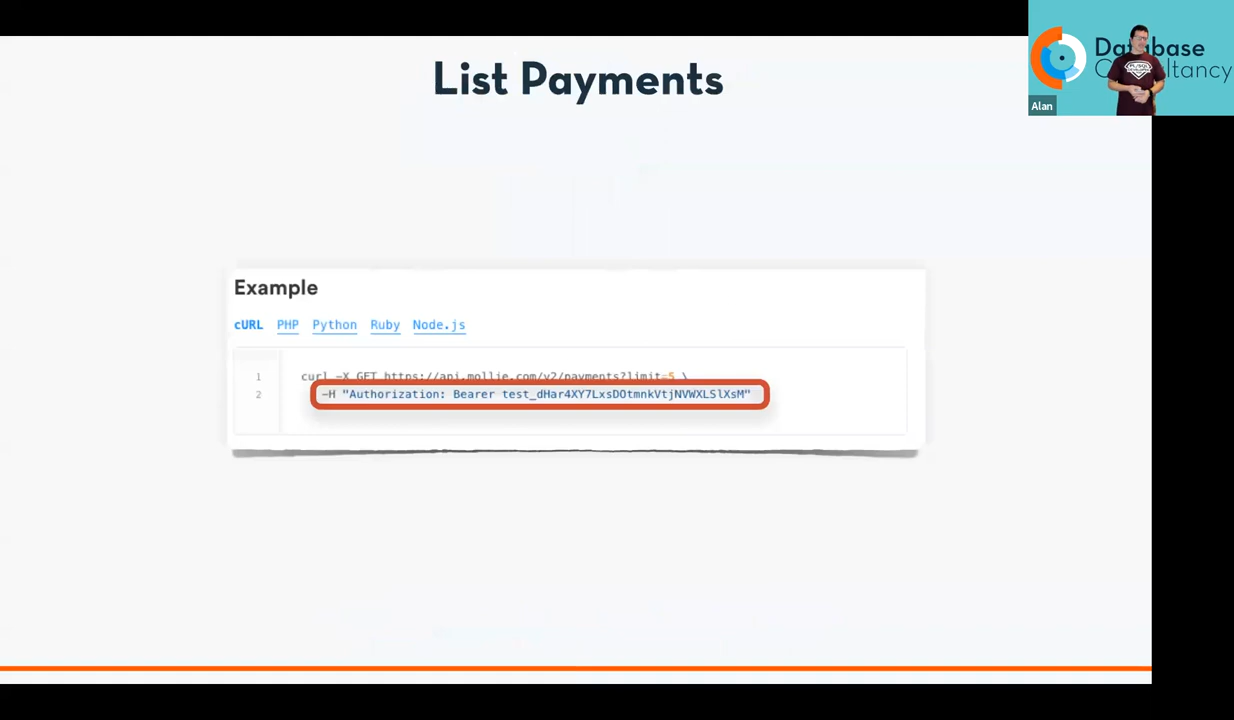 List Payments
Database
Consultancy
Alan
Example
cURL PHP Python Ruby Node.js
1 curl -X GET https://api.mollie.com/v2/payments?limit=5 \
2 -H "Authorization: Bearer test_dHar4XY7LxsDOtmnkVtjNVWXLSlXsM"